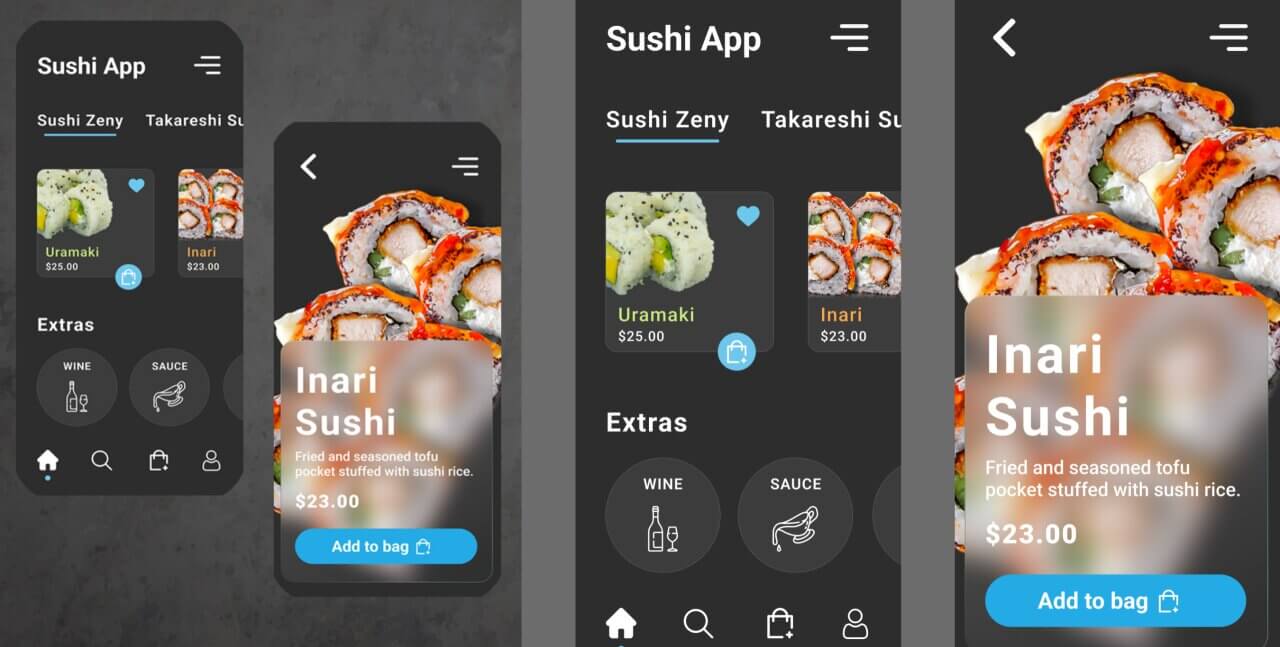 Sushi App
Sushi Zeny Takareshi Su
Uramaki
$25.00
Inari
$23.00
Extras
WINE
SAUCE
Inari
Sushi
Fried and seasoned tofu
pocket stuffed with sushi rice.
$23.00
Add to bag
Sushi App
Sushi Zeny Takareshi Su
Uramaki
$25.00
Inari
$23.00
Extras
WINE
SAUCE
Inari
Sushi
Fried and seasoned tofu
pocket stuffed with sushi rice.
$23.00
Add to bag